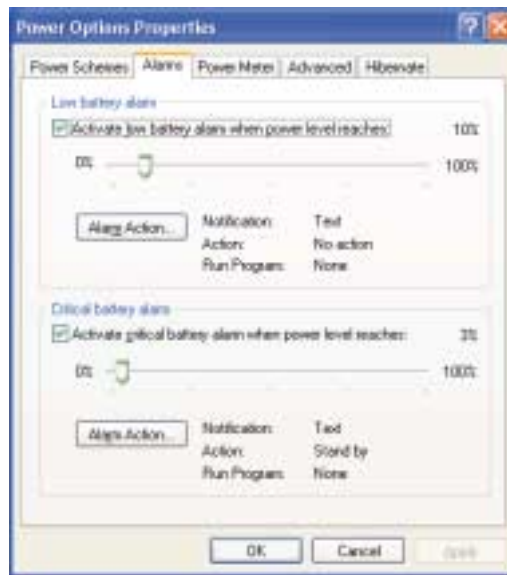 Power Options Properties
Power Schemes Alarms Power Meter Advanced Hibernate
Low battery alarm
Activate low battery alarm when power level reaches: 10%
0% 100%
Alarm Action... Notification: Text
Action: No action
Run Program: None
Critical battery alarm
Activate critical battery alarm when power level reaches: 3%
0% 100%
Alarm Action... Notification: Text
Action: Stand by
Run Program: None
OK Cancel Apply